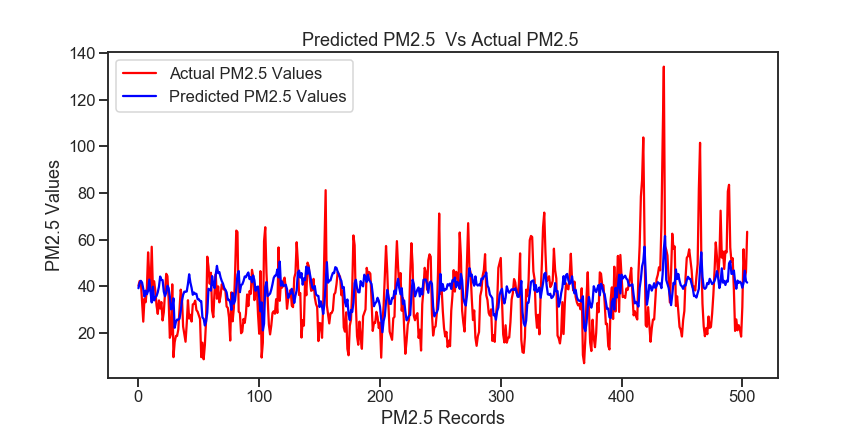 Predicted PM2.5  Vs Actual PM2.5
Actual PM2.5 Values
Predicted PM2.5 Values
PM2.5 Values
140
120
100
80
60
40
20
0
100
200
300
400
500
PM2.5 Records